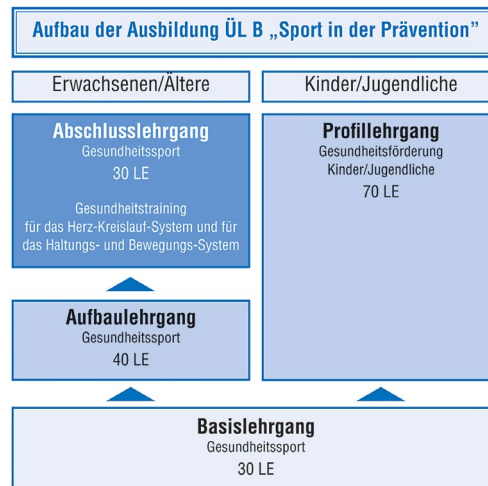 Aufbau der Ausbildung ÜL B „Sport in der Prävention”
Erwachsenen/Ältere
Kinder/Jugendliche
Abschlusslehrgang
Gesundheitssport
30 LE
Gesundheitstraining
für das Herz-Kreislauf-System und für
das Haltungs- und Bewegungs-System
Profillehrgang
Gesundheitsförderung
Kinder/Jugendliche
70 LE
Aufbaulehrgang
Gesundheitssport
40 LE
Basislehrgang
Gesundheitssport
30 LE